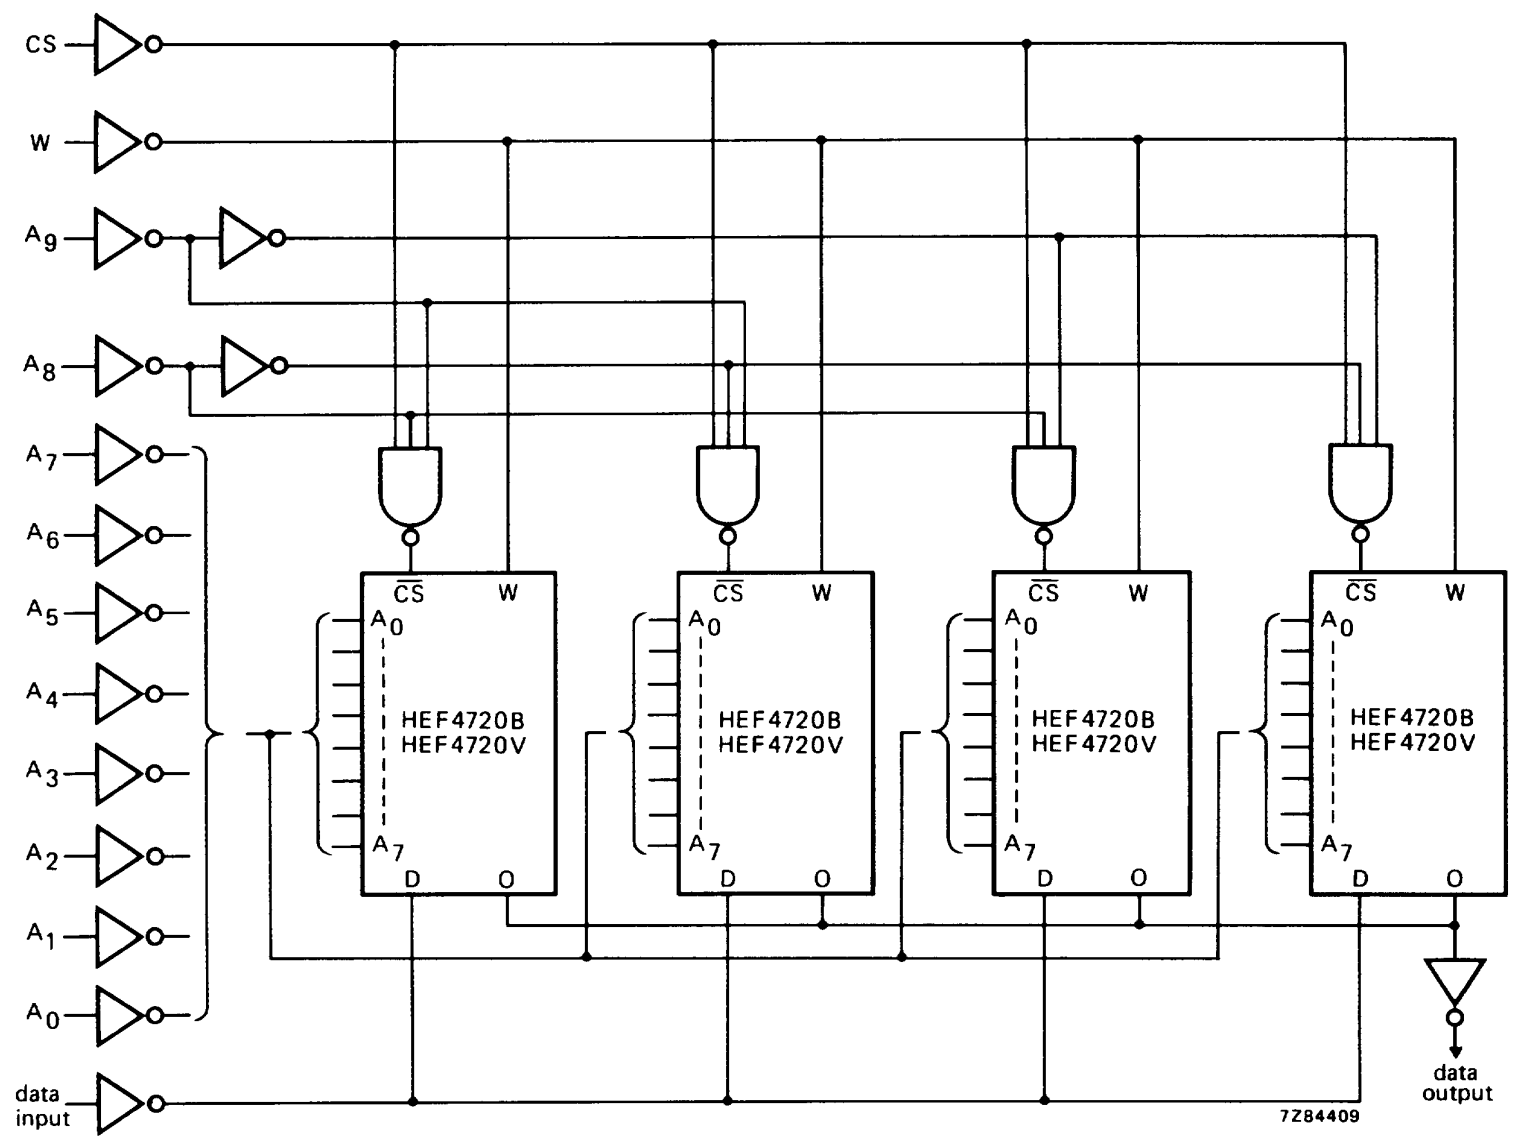 CS
W
A9
A8
A7
A6
A5
A4
A3
A2
A1
A0
data
input
CS W
A0
HEF4720B
HEF4720V
A7
D O
CS W
A0
HEF4720B
HEF4720V
A7
D O
CS W
A0
HEF4720B
HEF4720V
A7
D O
CS W
A0
HEF4720B
HEF4720V
A7
D O
data
output
7Z84409